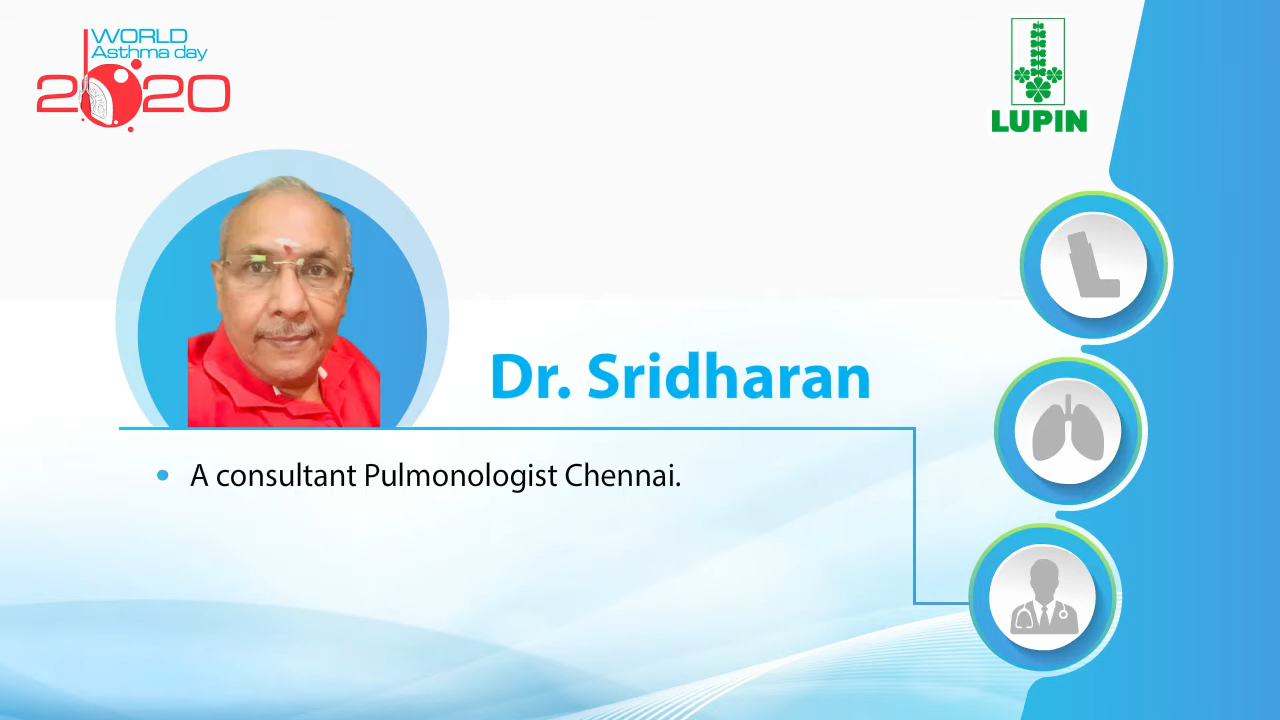 WORLD
Asthma day
2020
LUPIN
Dr. Sridharan
• A consultant Pulmonologist Chennai.